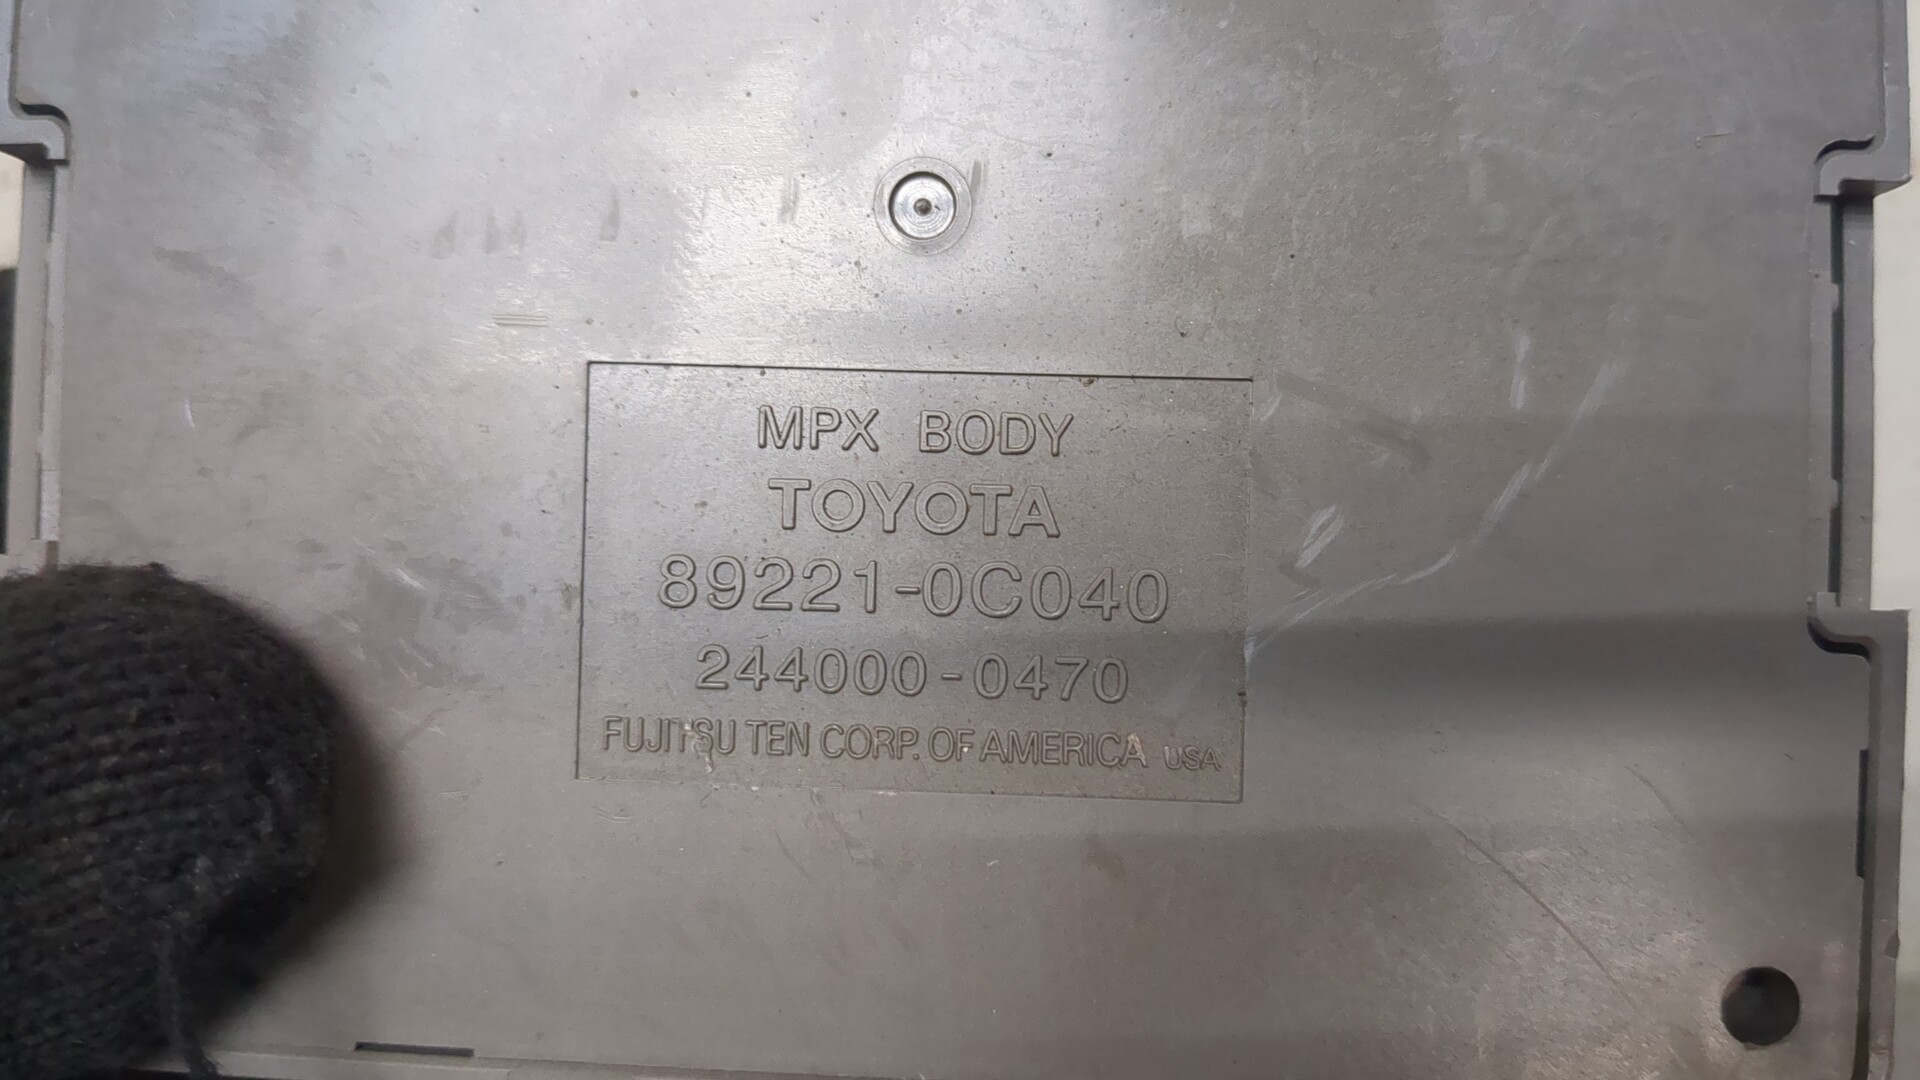 MPX BODY
TOYOTA
89221-0C040
244000-0470
FUJITSU TEN CORP. OF AMERICA USA